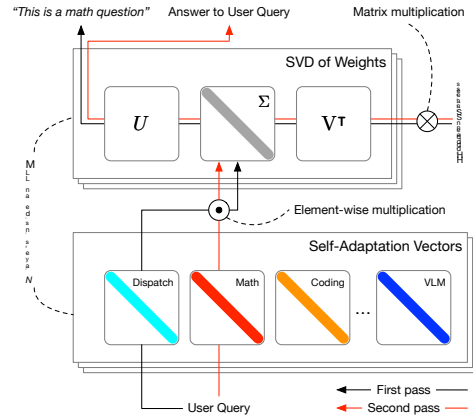 "This is a math question"
Answer to User Query
Matrix multiplication
SVD of Weights
U
Σ
V⊤
Element-wise multiplication
Self-Adaptation Vectors
Dispatch
Math
Coding
...
VLM
User Query
First pass
Second pass